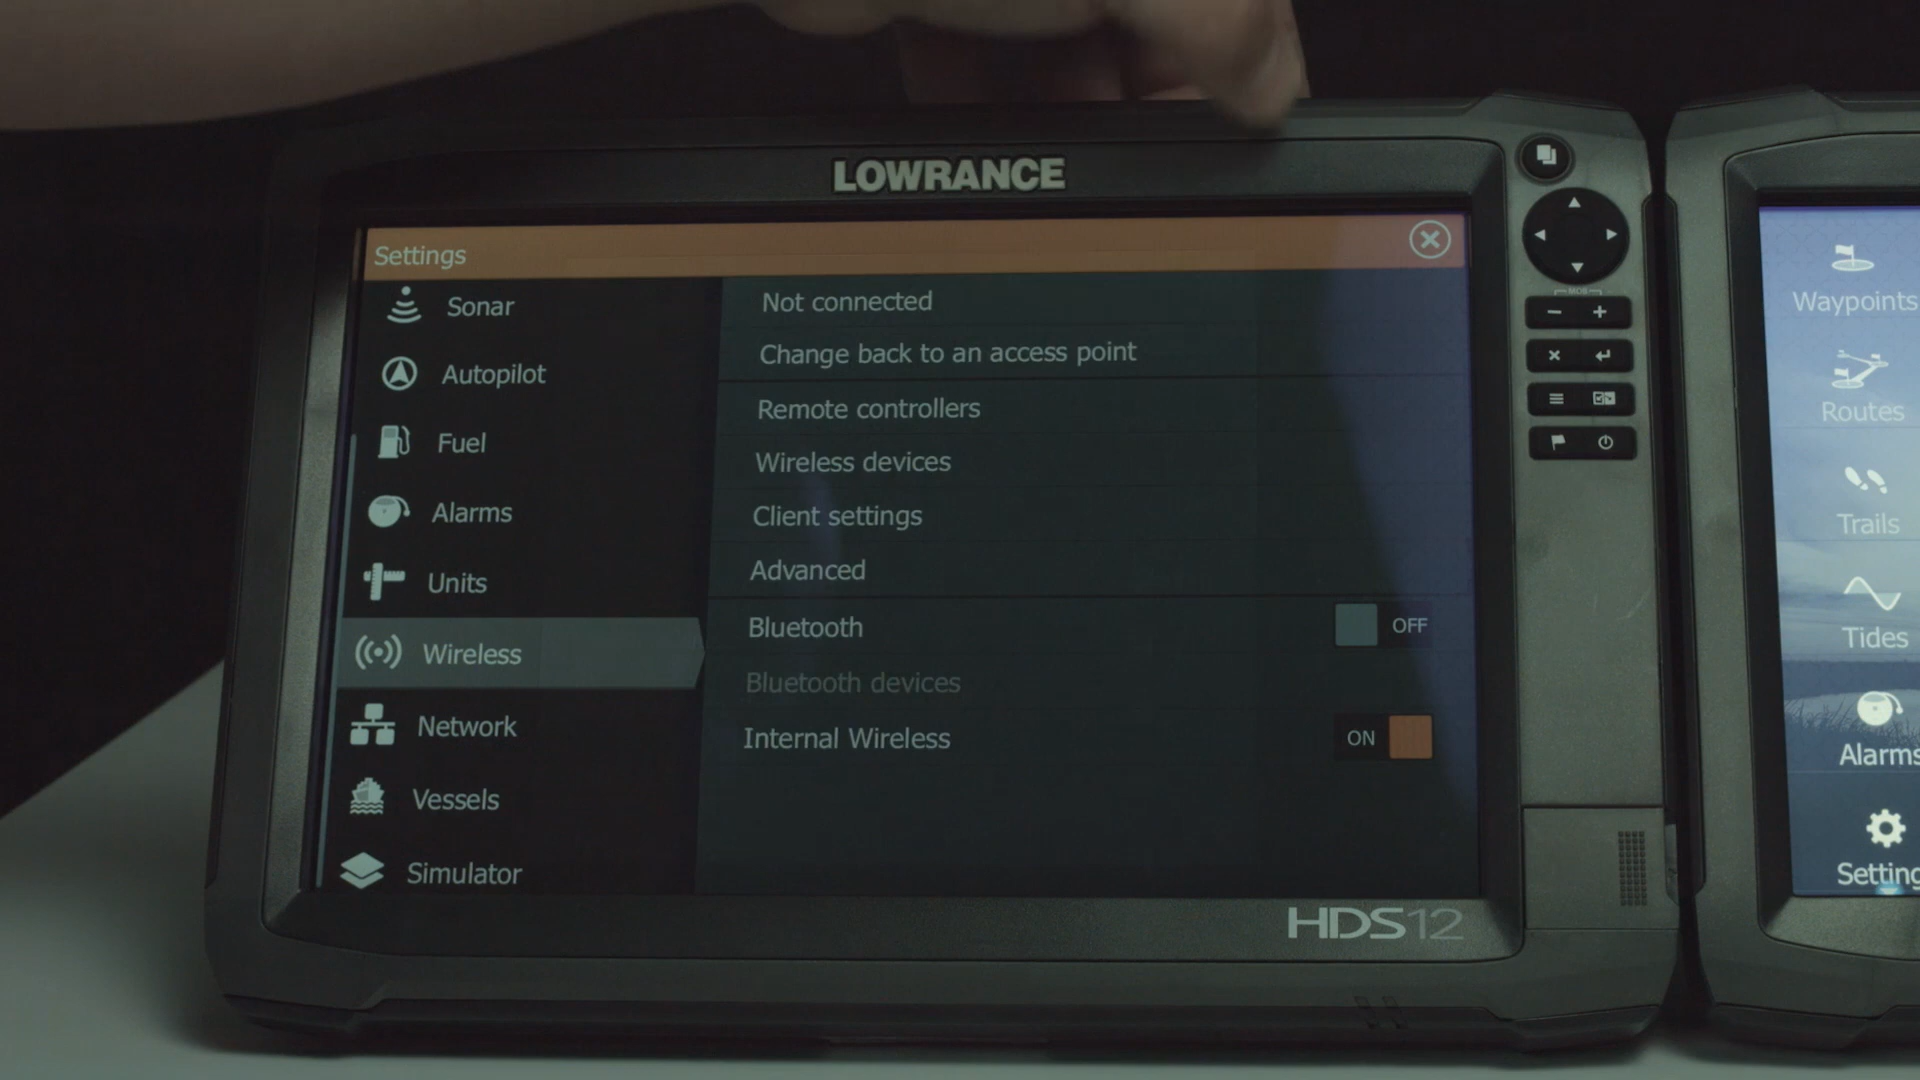 LOWRANCE
Settings
Sonar
Autopilot
Fuel
Alarms
Units
Wireless
Network
Vessels
Simulator
Not connected
Change back to an access point
Remote controllers
Wireless devices
Client settings
Advanced
Bluetooth OFF
Bluetooth devices
Internal Wireless ON
HDS12
MOB
Waypoints
Routes
Trails
Tides
Alarms
Setting